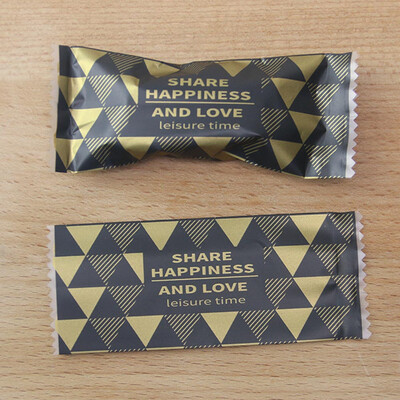 SHARE
HAPPINESS
AND LOVE
leisure time
SHARE
HAPPINESS
AND LOVE
leisure time